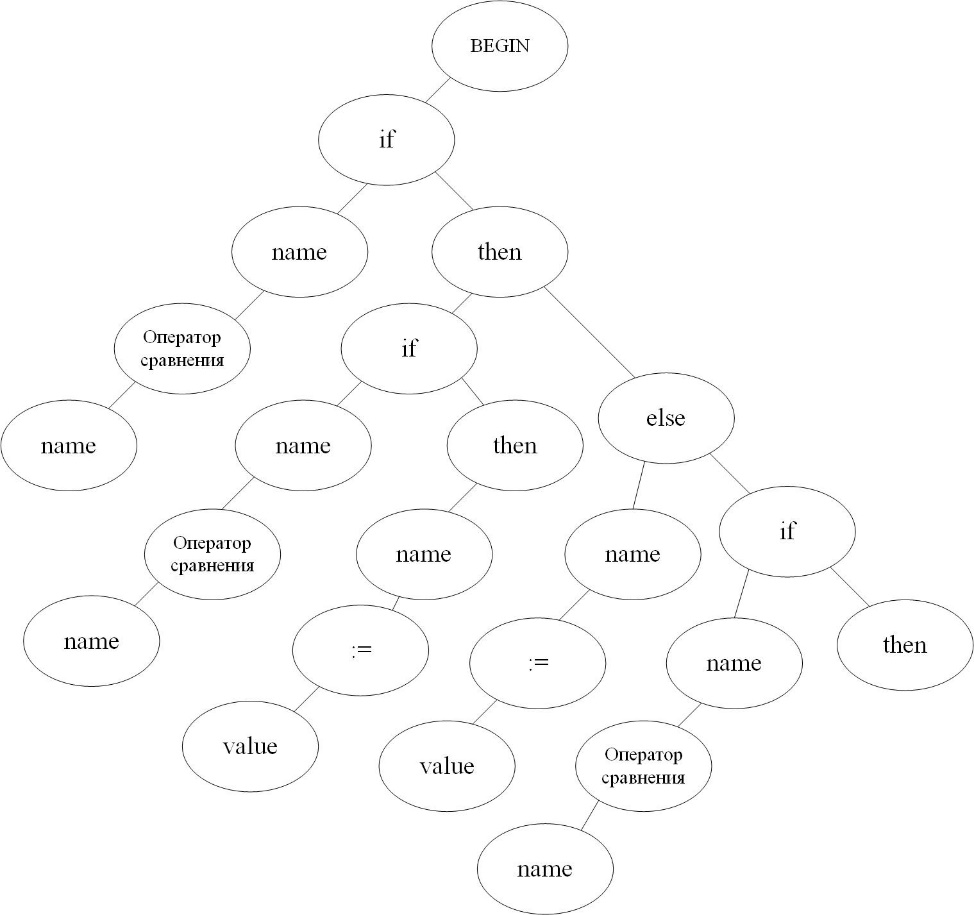 BEGIN
if
name
then
Оператор
сравнения
if
name
name
then
else
Оператор
сравнения
name
name
if
name
:=
:=
name
then
value
value
Оператор
сравнения
name